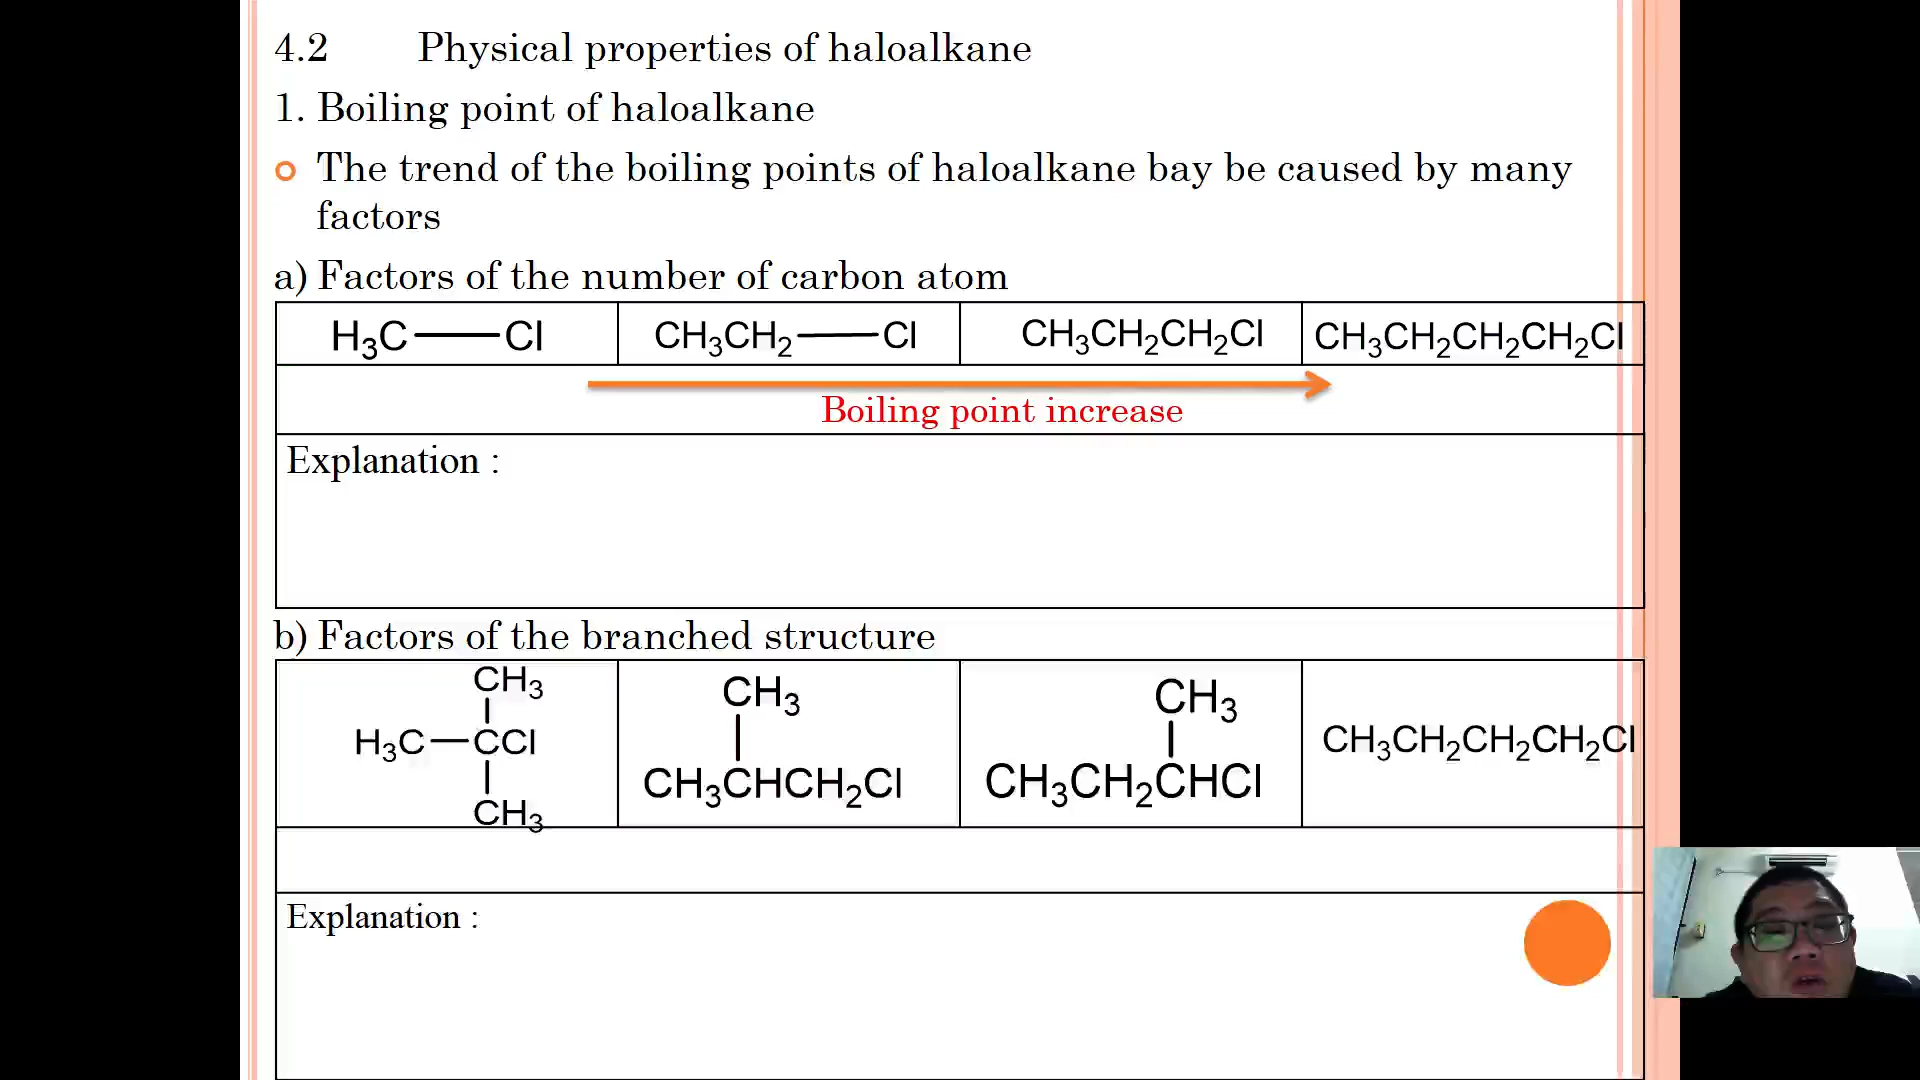 4.2 Physical properties of haloalkane
1. Boiling point of haloalkane
The trend of the boiling points of haloalkane bay be caused by many
factors
a) Factors of the number of carbon atom
H₃C—Cl CH₃CH₂—Cl CH₃CH₂CH₂Cl CH₃CH₂CH₂CH₂Cl
Boiling point increase
Explanation :
b) Factors of the branched structure
CH₃
H₃C—CCl
CH₃
CH₃
CH₃CHCH₂Cl
CH₃
CH₃CH₂CHCl
CH₃CH₂CH₂CH₂Cl
Explanation :